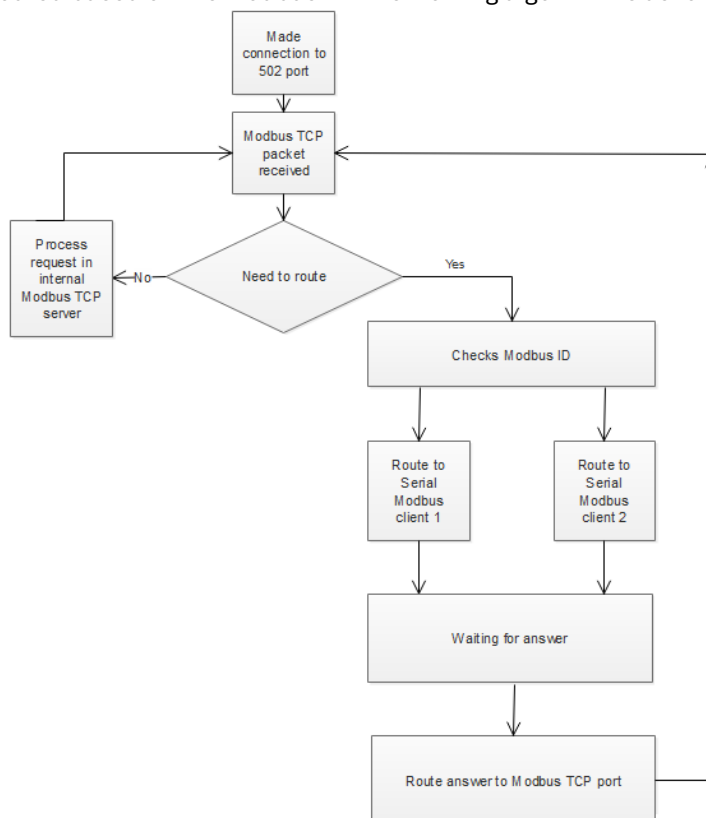 Made
connection to
502 port
Modbus TCP
packet
received
Process
request in
internal
Modbus TCP
server
No
Need to route
Yes
Checks Modbus ID
Route to
Serial
Modbus
client 1
Route to
Serial
Modbus
client 2
Waiting for answer
Route answer to Modbus TCP port